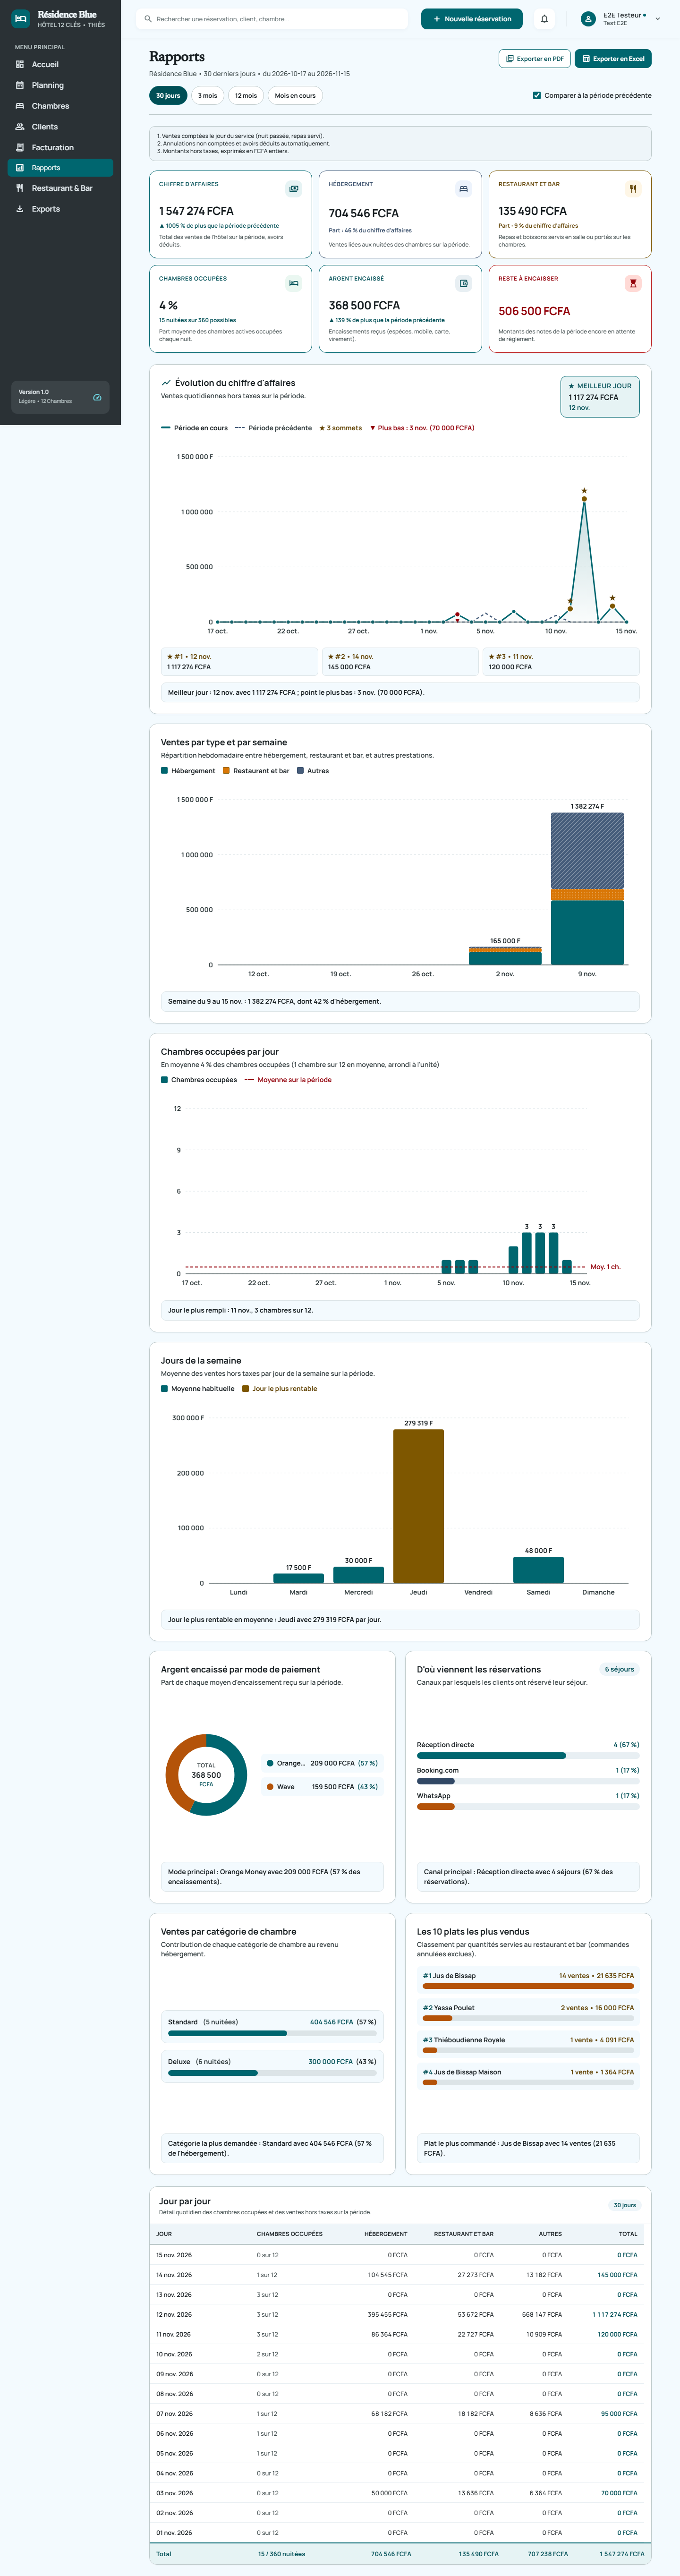 Résidence Blue
HÔTEL 12 CLÉS • THIÈS
MENU PRINCIPAL
Accueil
Planning
Chambres
Clients
Facturation
Rapports
Restaurant & Bar
Exports
Version 1.0
Légère • 12 Chambres
Rechercher une réservation, client, chambre...
+ Nouvelle réservation
E2E Testeur
Test E2E
Rapports
Résidence Blue • 30 derniers jours • du 2026-10-17 au 2026-11-15
Exporter en PDF
Exporter en Excel
30 jours
3 mois
12 mois
Mois en cours
Comparer à la période précédente
1. Ventes comptées le jour du service (nuit passée, repas servi).
2. Annulations non comptées et avoirs déduits automatiquement.
3. Montants hors taxes, exprimés en FCFA entiers.
CHIFFRE D'AFFAIRES
1 547 274 FCFA
▲ 1005 % de plus que la période précédente
Total des ventes de l'hôtel sur la période, avoirs
déduits.
HÉBERGEMENT
704 546 FCFA
Part : 46 % du chiffre d'affaires
Ventes liées aux nuitées des chambres sur la période.
RESTAURANT ET BAR
135 490 FCFA
Part : 9 % du chiffre d'affaires
Repas et boissons servis en salle ou portés sur les
chambres.
CHAMBRES OCCUPÉES
4 %
15 nuitées sur 360 possibles
Part moyenne des chambres actives occupées
chaque nuit.
ARGENT ENCAISSÉ
368 500 FCFA
▲ 139 % de plus que la période précédente
Encaissements reçus (espèces, mobile, carte,
virement).
RESTE À ENCAISSER
506 500 FCFA
Montants des notes de la période encore en attente
de règlement.
Évolution du chiffre d'affaires
Ventes quotidiennes hors taxes sur la période.
★ MEILLEUR JOUR
1 117 274 FCFA
12 nov.
Période en cours
Période précédente
★ 3 sommets
▼ Plus bas : 3 nov. (70 000 FCFA)
1 500 000 F
1 000 000
500 000
0
17 oct.
22 oct.
27 oct.
1 nov.
5 nov.
10 nov.
15 nov.
★ #1 • 12 nov.
1 117 274 FCFA
★ #2 • 14 nov.
145 000 FCFA
★ #3 • 11 nov.
120 000 FCFA
Meilleur jour : 12 nov. avec 1 117 274 FCFA ; point le plus bas : 3 nov. (70 000 FCFA).
Ventes par type et par semaine
Répartition hebdomadaire entre hébergement, restaurant et bar, et autres prestations.
Hébergement
Restaurant et bar
Autres
1 500 000 F
1 000 000
500 000
0
165 000 F
1 382 274 F
12 oct.
19 oct.
26 oct.
2 nov.
9 nov.
Semaine du 9 au 15 nov. : 1 382 274 FCFA, dont 42 % d'hébergement.
Chambres occupées par jour
En moyenne 4 % des chambres occupées (1 chambre sur 12 en moyenne, arrondi à l'unité)
Chambres occupées
Moyenne sur la période
12
9
6
3
0
3
3
3
Moy. 1 ch.
17 oct.
22 oct.
27 oct.
1 nov.
5 nov.
10 nov.
15 nov.
Jour le plus rempli : 11 nov., 3 chambres sur 12.
Jours de la semaine
Moyenne des ventes hors taxes par jour de la semaine sur la période.
Moyenne habituelle
Jour le plus rentable
300 000 F
200 000
100 000
0
17 500 F
30 000 F
279 319 F
48 000 F
Lundi
Mardi
Mercredi
Jeudi
Vendredi
Samedi
Dimanche
Jour le plus rentable en moyenne : Jeudi avec 279 319 FCFA par jour.
Argent encaissé par mode de paiement
Part de chaque moyen d'encaissement reçu sur la période.
TOTAL
368 500
FCFA
Orange... 209 000 FCFA (57 %)
Wave 159 500 FCFA (43 %)
Mode principal : Orange Money avec 209 000 FCFA (57 % des
encaissements).
D'où viennent les réservations
6 séjours
Canaux par lesquels les clients ont réservé leur séjour.
Réception directe 4 (67 %)
Booking.com 1 (17 %)
WhatsApp 1 (17 %)
Canal principal : Réception directe avec 4 séjours (67 % des
réservations).
Ventes par catégorie de chambre
Contribution de chaque catégorie de chambre au revenu
hébergement.
Standard (5 nuitées) 404 546 FCFA (57 %)
Deluxe (6 nuitées) 300 000 FCFA (43 %)
Catégorie la plus demandée : Standard avec 404 546 FCFA (57 %
de l'hébergement).
Les 10 plats les plus vendus
Classement par quantités servies au restaurant et bar (commandes
annulées exclues).
#1 Jus de Bissap 14 ventes • 21 635 FCFA
#2 Yassa Poulet 2 ventes • 16 000 FCFA
#3 Thiéboudienne Royale 1 vente • 4 091 FCFA
#4 Jus de Bissap Maison 1 vente • 1 364 FCFA
Plat le plus commandé : Jus de Bissap avec 14 ventes (21 635
FCFA).
Jour par jour
Détail quotidien des chambres occupées et des ventes hors taxes sur la période.
30 jours
JOUR CHAMBRES OCCUPÉES HÉBERGEMENT RESTAURANT ET BAR AUTRES TOTAL
15 nov. 2026 0 sur 12 0 FCFA 0 FCFA 0 FCFA 0 FCFA
14 nov. 2026 1 sur 12 104 545 FCFA 27 273 FCFA 13 182 FCFA 145 000 FCFA
13 nov. 2026 3 sur 12 0 FCFA 0 FCFA 0 FCFA 0 FCFA
12 nov. 2026 3 sur 12 395 455 FCFA 53 672 FCFA 668 147 FCFA 1 117 274 FCFA
11 nov. 2026 3 sur 12 86 364 FCFA 22 727 FCFA 10 909 FCFA 120 000 FCFA
10 nov. 2026 2 sur 12 0 FCFA 0 FCFA 0 FCFA 0 FCFA
09 nov. 2026 0 sur 12 0 FCFA 0 FCFA 0 FCFA 0 FCFA
08 nov. 2026 0 sur 12 0 FCFA 0 FCFA 0 FCFA 0 FCFA
07 nov. 2026 1 sur 12 68 182 FCFA 18 182 FCFA 8 636 FCFA 95 000 FCFA
06 nov. 2026 1 sur 12 0 FCFA 0 FCFA 0 FCFA 0 FCFA
05 nov. 2026 1 sur 12 0 FCFA 0 FCFA 0 FCFA 0 FCFA
04 nov. 2026 0 sur 12 0 FCFA 0 FCFA 0 FCFA 0 FCFA
03 nov. 2026 0 sur 12 50 000 FCFA 13 636 FCFA 6 364 FCFA 70 000 FCFA
02 nov. 2026 0 sur 12 0 FCFA 0 FCFA 0 FCFA 0 FCFA
01 nov. 2026 0 sur 12 0 FCFA 0 FCFA 0 FCFA 0 FCFA
Total 15 / 360 nuitées 704 546 FCFA 135 490 FCFA 707 238 FCFA 1 547 274 FCFA